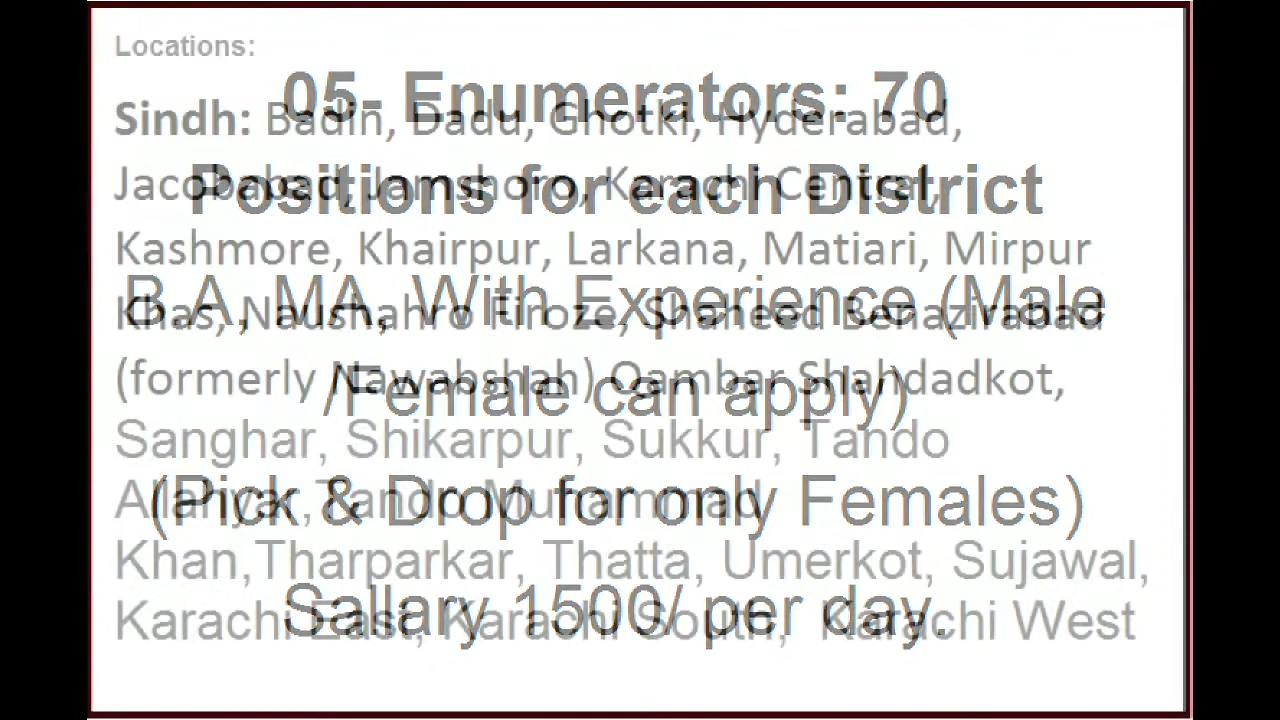 Locations:
Sindh: Badin, Dadu, Ghotki, Hyderabad,
Jacobabad, Jamshoro, Karachi Central,
Kashmore, Khairpur, Larkana, Matiari, Mirpur
Khas, Naushahro Firoze, Shaheed Benazirabad
(formerly Nawabshah) Qambar Shahdadkot,
Sanghar, Shikarpur, Sukkur, Tando
Allahyar, Tando Muhammad
Khan,Tharparkar, Thatta, Umerkot, Sujawal,
Karachi East, Karachi South, Karachi West
05- Enumerators: 70
Positions for each District
B.A, MA, With Experience (Male
/Female can apply)
(Pick & Drop for only Females)
Sallary 1500/ per day.